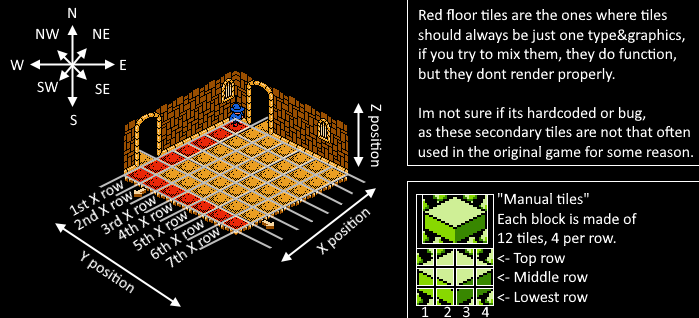 N
NW NE
W E
SW SE
S
Z position
1st X row
2nd X row
3rd X row
4th X row
5th X row
6th X row
7th X row
Y position
X position
Red floor tiles are the ones where tiles
should always be just one type&graphics,
if you try to mix them, they do function,
but they dont render properly.
Im not sure if its hardcoded or bug,
as these secondary tiles are not that often
used in the original game for some reason.
"Manual tiles"
Each block is made of
12 tiles, 4 per row.
<- Top row
<- Middle row
<- Lowest row
1 2 3 4